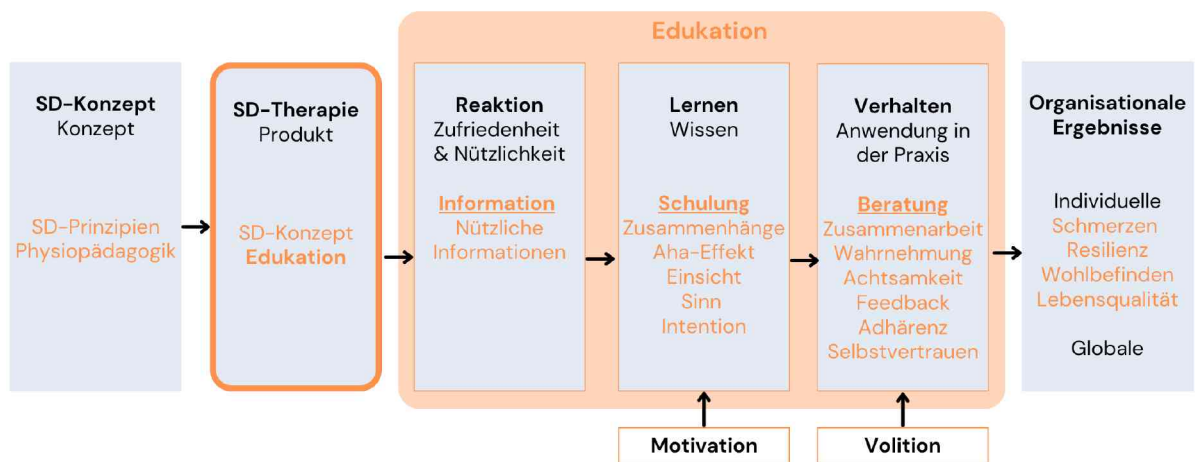 Edukation
SD-Konzept
Konzept
SD-Prinzipien
Physiopädagogik
SD-Therapie
Produkt
SD-Konzept
Edukation
Reaktion
Zufriedenheit
& Nützlichkeit
Information
Nützliche
Informationen
Lernen
Wissen
Schulung
Zusammenhänge
Aha-Effekt
Einsicht
Sinn
Intention
Verhalten
Anwendung in
der Praxis
Beratung
Zusammenarbeit
Wahrnehmung
Achtsamkeit
Feedback
Adhärenz
Selbstvertrauen
Organisationale
Ergebnisse
Individuelle
Schmerzen
Resilienz
Wohlbefinden
Lebensqualität
Globale
Motivation
Volition